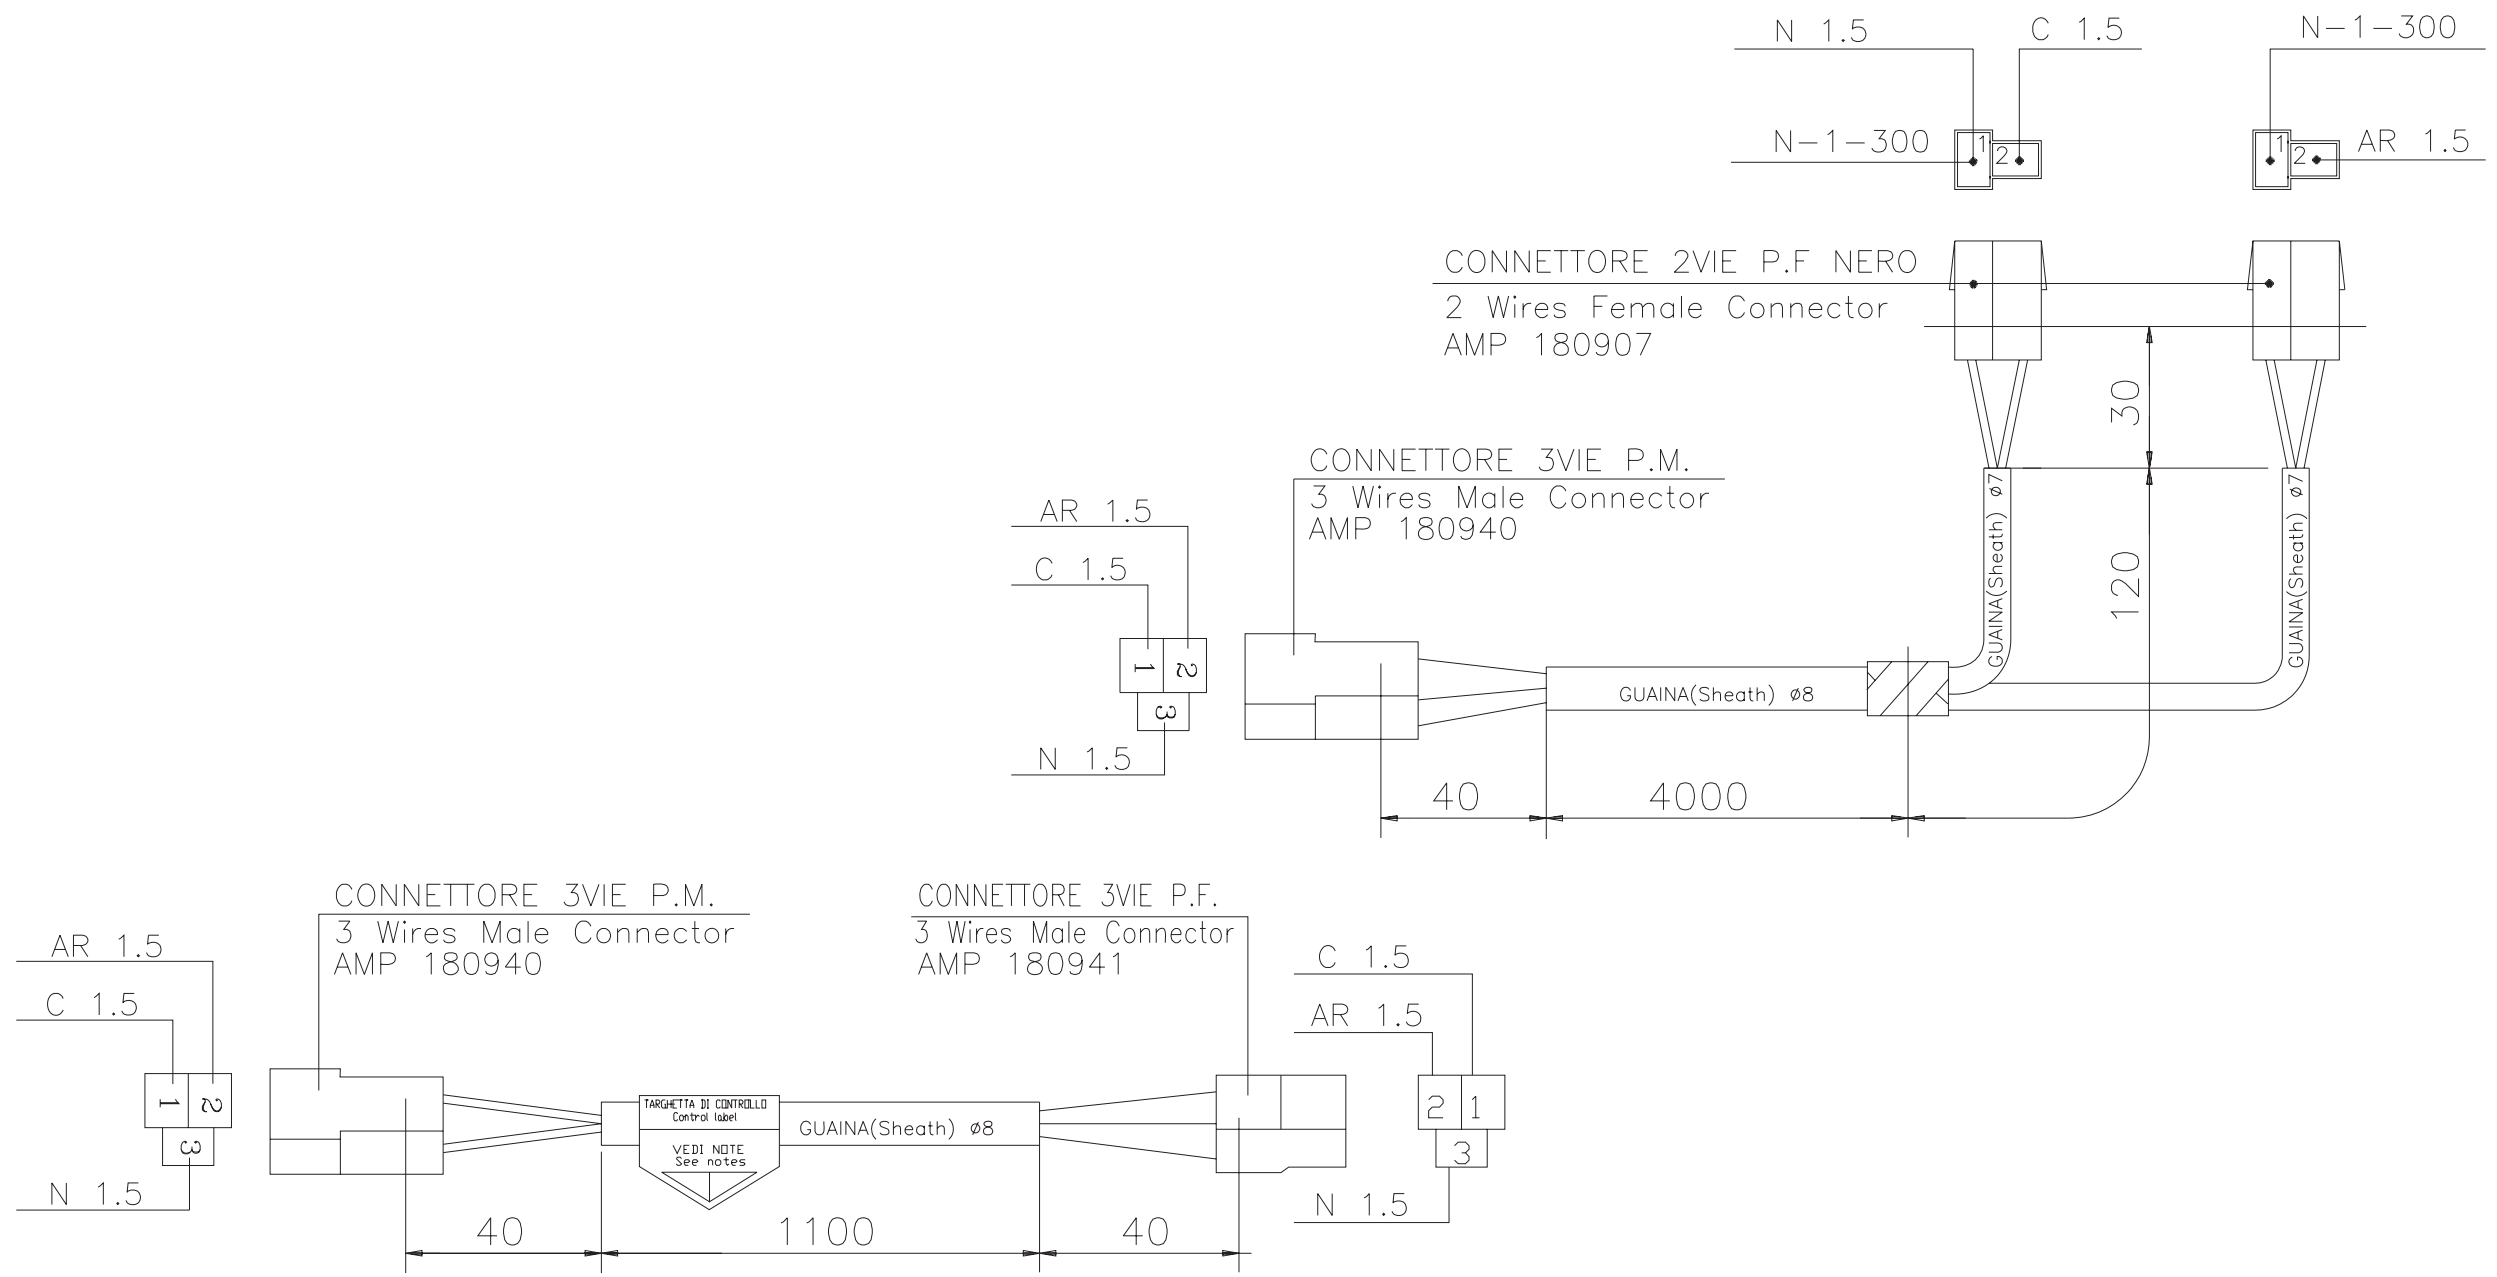 N 1.5
C 1.5
N-1-300
N-1-300
1
2
1
2
AR 1.5
CONNETTORE 2VIE P.F NERO
2 Wires Female Connector
AMP 180907
30
CONNETTORE 3VIE P.M.
3 Wires Male Connector
AMP 180940
AR 1.5
C 1.5
1
2
3
N 1.5
GUAINA(Sheath) ø7
GUAINA(Sheath) ø7
120
GUAINA(Sheath) ø8
40
4000
CONNETTORE 3VIE P.M.
3 Wires Male Connector
AMP 180940
CONNETTORE 3VIE P.F.
3 Wires Male Connector
AMP 180941
AR 1.5
C 1.5
1
2
3
N 1.5
TARGHETTA DI CONTROLLO
Control label
VEDI NOTE
See notes
GUAINA(Sheath) ø8
C 1.5
AR 1.5
2
1
3
N 1.5
40
1100
40